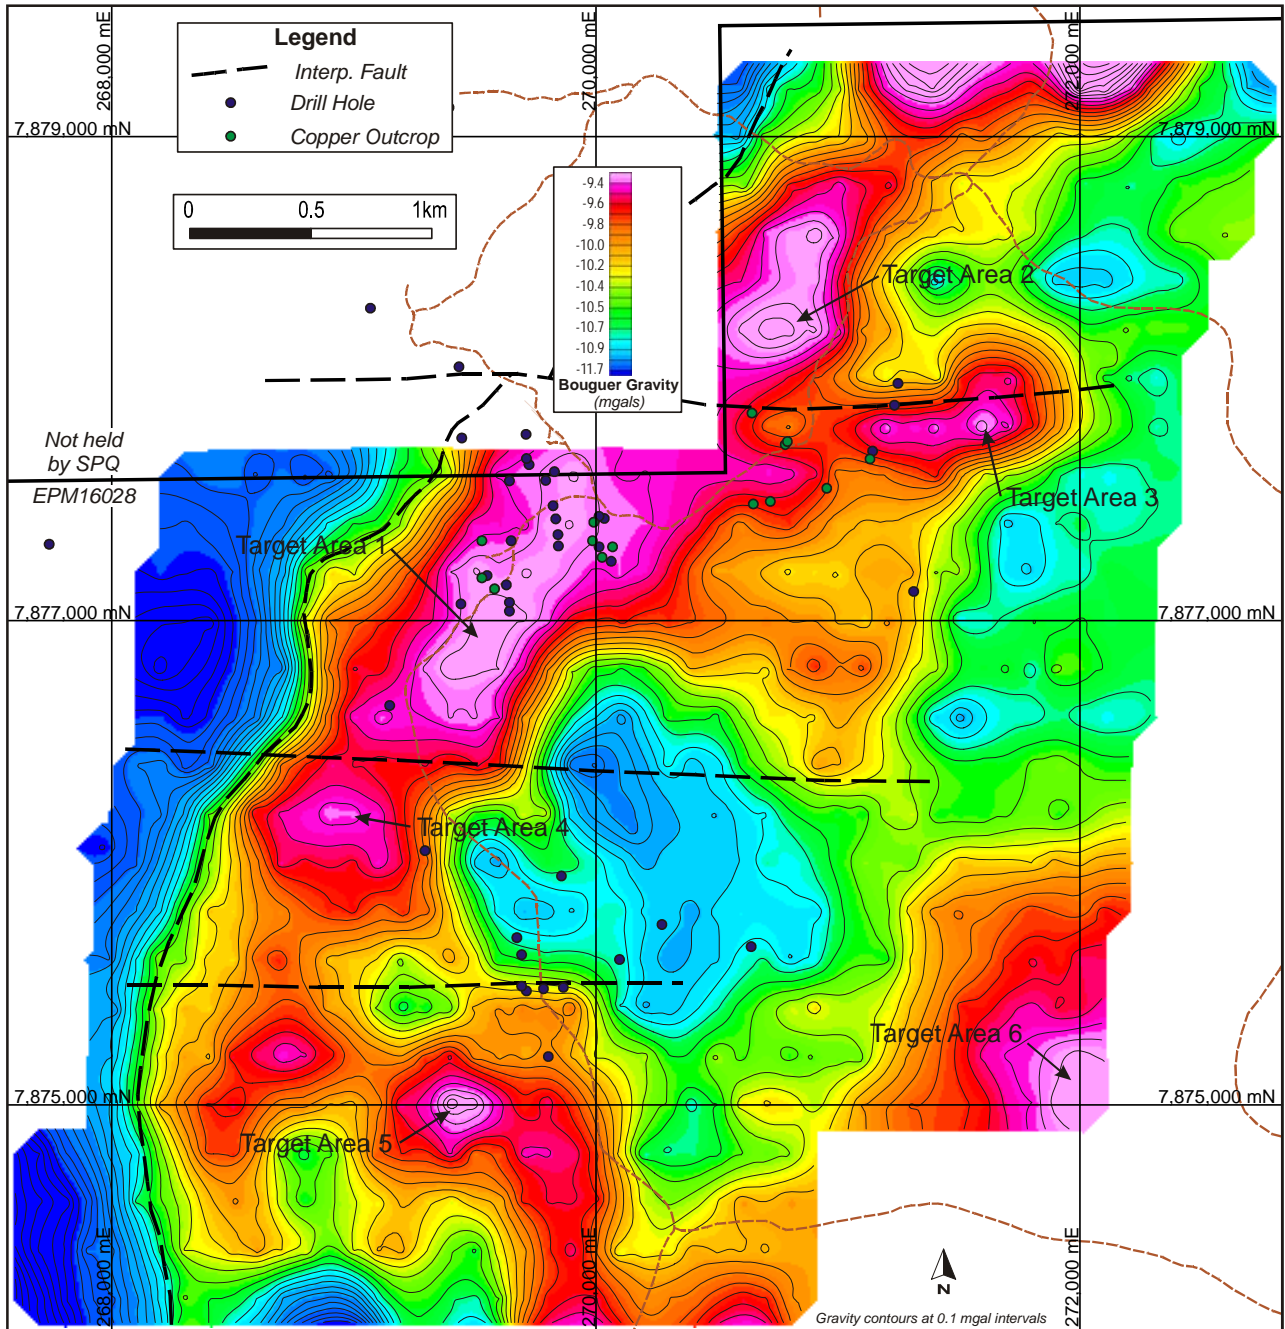 Legend
Interp. Fault
Drill Hole
Copper Outcrop
268,000 mE
270,000 mE
272,000 mE
7,879,000 mN
7,879,000 mN
0 0.5 1km
-9.4
-9.6
-9.8
-10.0
-10.2
-10.4
-10.5
-10.7
-10.9
-11.7
Bouguer Gravity
(mgals)
Target Area 2
Not held
by SPQ
EPM16028
Target Area 3
Target Area 1
7,877,000 mN
7,877,000 mN
Target Area 4
Target Area 6
7,875,000 mN
7,875,000 mN
Target Area 5
268,000 mE
270,000 mE
272,000 mE
N
Gravity contours at 0.1 mgal intervals